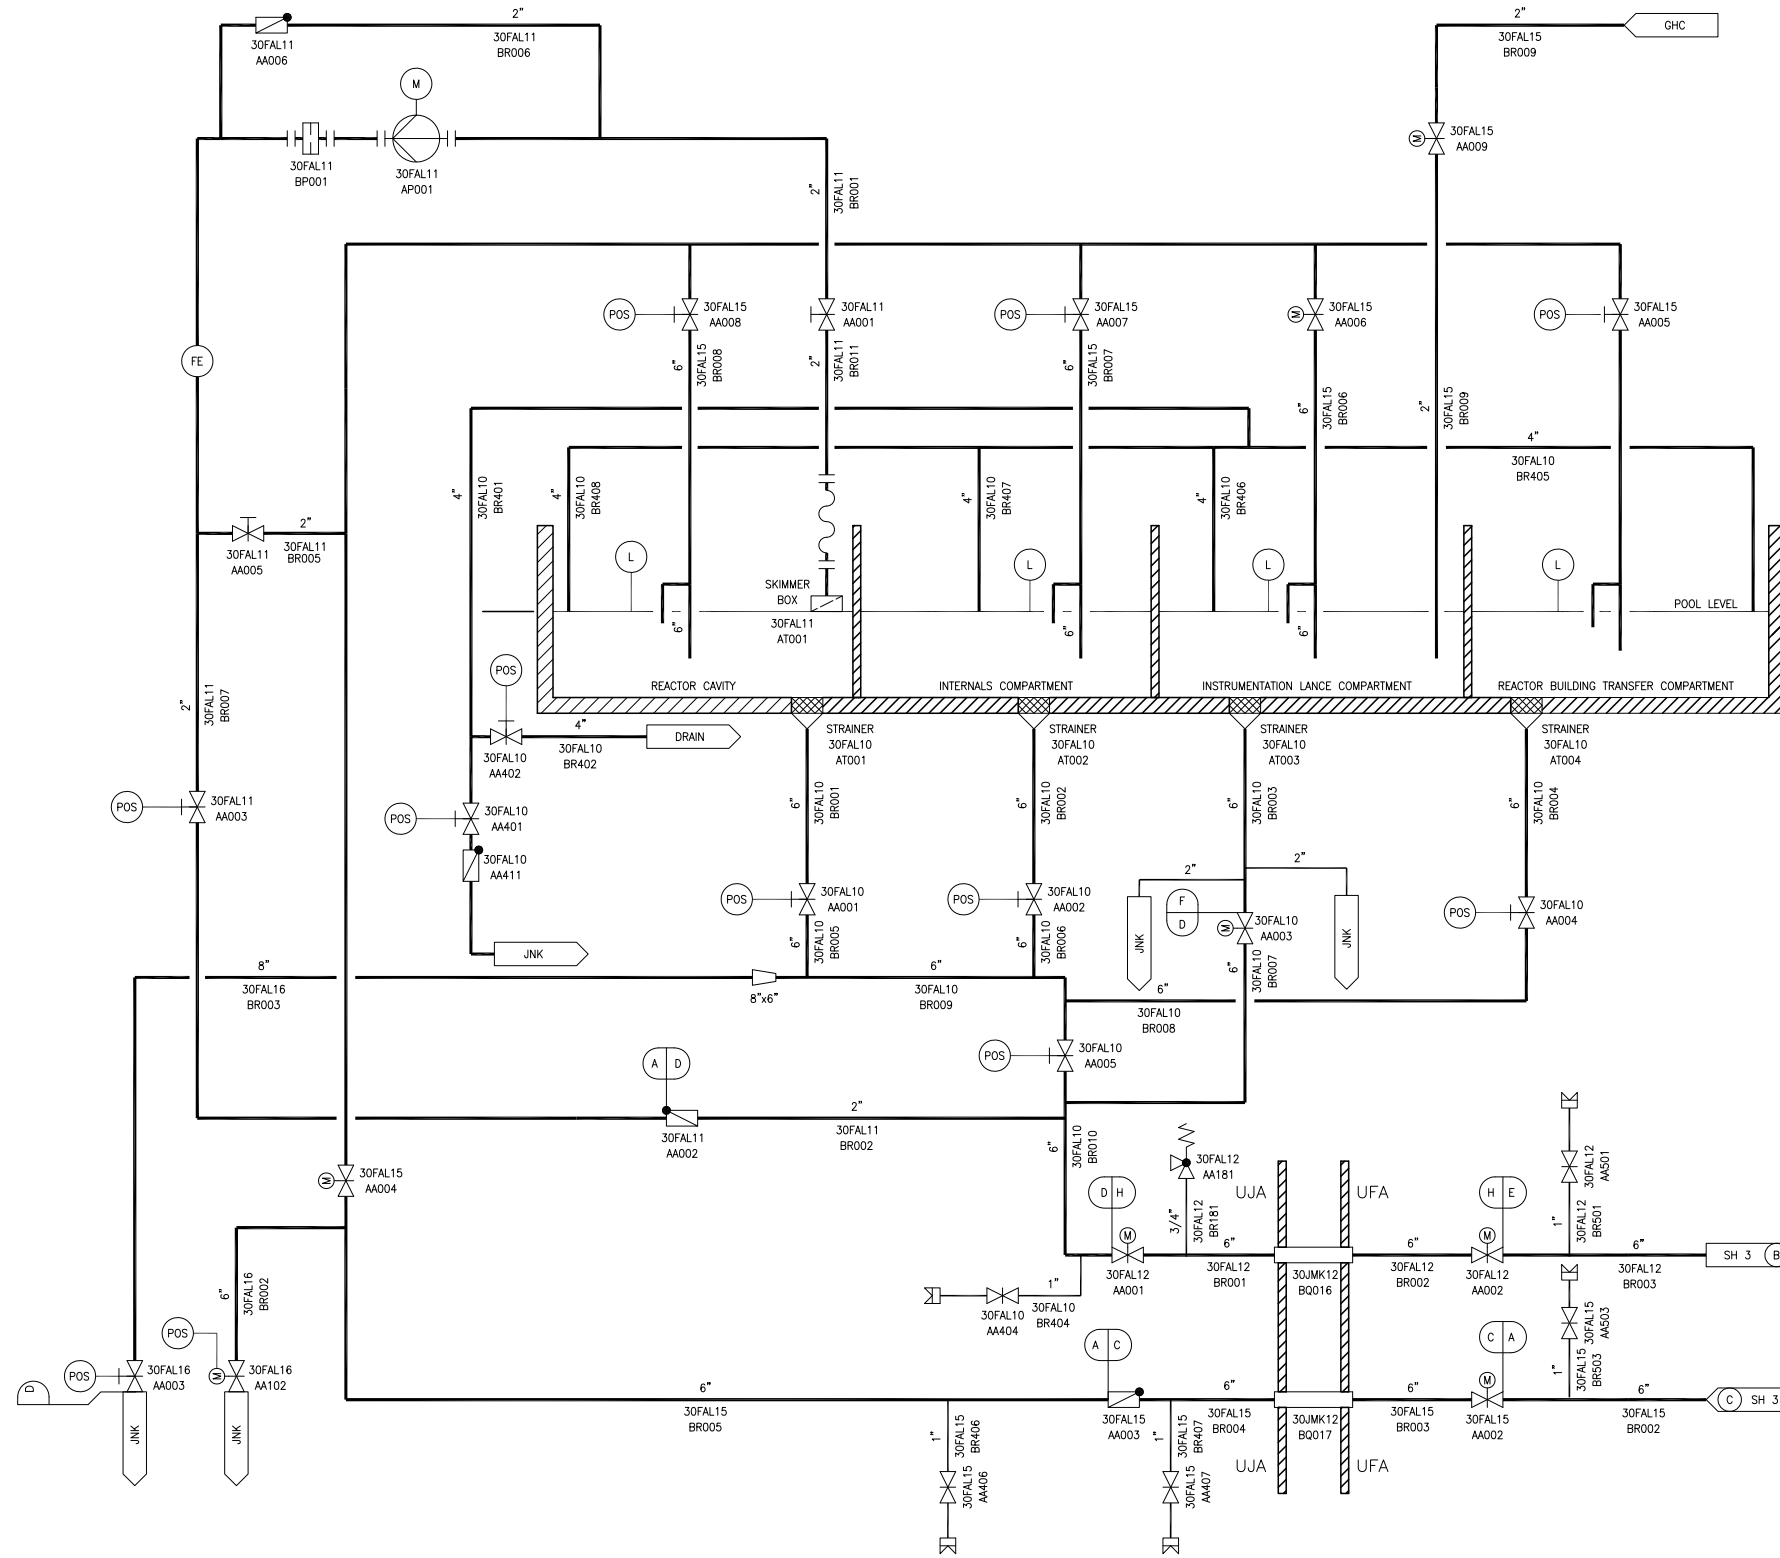 2"
30FAL11
AA006
30FAL11
BR006
2"
30FAL15
BR009
GHC
M
30FAL11
BP001
30FAL11
AP001
M
30FAL15
AA009
2"
30FAL11
BR001
POS
30FAL15
AA008
30FAL11
AA001
POS
30FAL15
AA007
M
30FAL15
AA006
POS
30FAL15
AA005
FE
6"
30FAL15
BR008
2"
30FAL11
BR011
6"
30FAL15
BR007
6"
30FAL15
BR006
2"
30FAL15
BR009
4"
30FAL10
BR405
4"
30FAL10
BR401
4"
30FAL10
BR408
4"
30FAL10
BR407
4"
30FAL10
BR406
2"
30FAL11
BR005
30FAL11
AA005
L
L
L
L
SKIMMER
BOX
30FAL11
AT001
POOL LEVEL
6"
6"
6"
REACTOR CAVITY
INTERNALS COMPARTMENT
INSTRUMENTATION LANCE COMPARTMENT
REACTOR BUILDING TRANSFER COMPARTMENT
2"
30FAL11
BR007
POS
30FAL10
AA402
4"
30FAL10
BR402
DRAIN
STRAINER
30FAL10
AT001
STRAINER
30FAL10
AT002
STRAINER
30FAL10
AT003
STRAINER
30FAL10
AT004
POS
30FAL11
AA003
POS
30FAL10
AA401
30FAL10
AA411
6"
30FAL10
BR001
6"
30FAL10
BR002
6"
30FAL10
BR003
6"
30FAL10
BR004
2"
2"
POS
30FAL10
AA001
POS
30FAL10
AA002
F
D
M
30FAL10
AA003
POS
30FAL10
AA004
JNK
JNK
JNK
6"
30FAL10
BR005
6"
30FAL10
BR006
6"
30FAL10
BR007
8"
30FAL16
BR003
8"x6"
6"
30FAL10
BR009
6"
30FAL10
BR008
POS
30FAL10
AA005
A D
30FAL11
AA002
2"
30FAL11
BR002
6"
30FAL10
BR010
M
30FAL15
AA004
30FAL12
AA181
3/4"
30FAL12
BR181
D H
M
30FAL12
AA001
6"
30FAL12
BR001
UJA
UFA
30JMK12
BQ016
6"
30FAL12
BR002
H E
M
30FAL12
AA002
30FAL12
AA501
1"
30FAL12
BR501
6"
30FAL12
BR003
SH 3 B
6"
30FAL16
BR002
1"
30FAL10
BR404
30FAL10
AA404
30FAL15
AA503
1"
30FAL15
BR503
POS
POS
30FAL16
AA003
M
30FAL16
AA102
D
JNK
JNK
6"
30FAL15
BR005
A C
30FAL15
AA003
6"
30FAL15
BR004
30JMK12
BQ017
6"
30FAL15
BR003
C A
M
30FAL15
AA002
6"
30FAL15
BR002
C SH 3
1"
30FAL15
BR406
30FAL15
AA406
1"
30FAL15
BR407
30FAL15
AA407
UJA
UFA